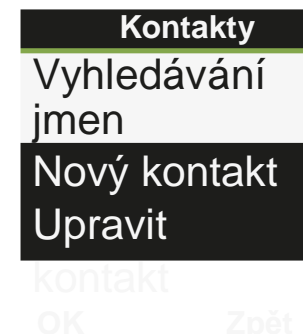 Kontakty
Vyhledávání
jmen
Nový kontakt
Upravit
kontakt
OK Zpět